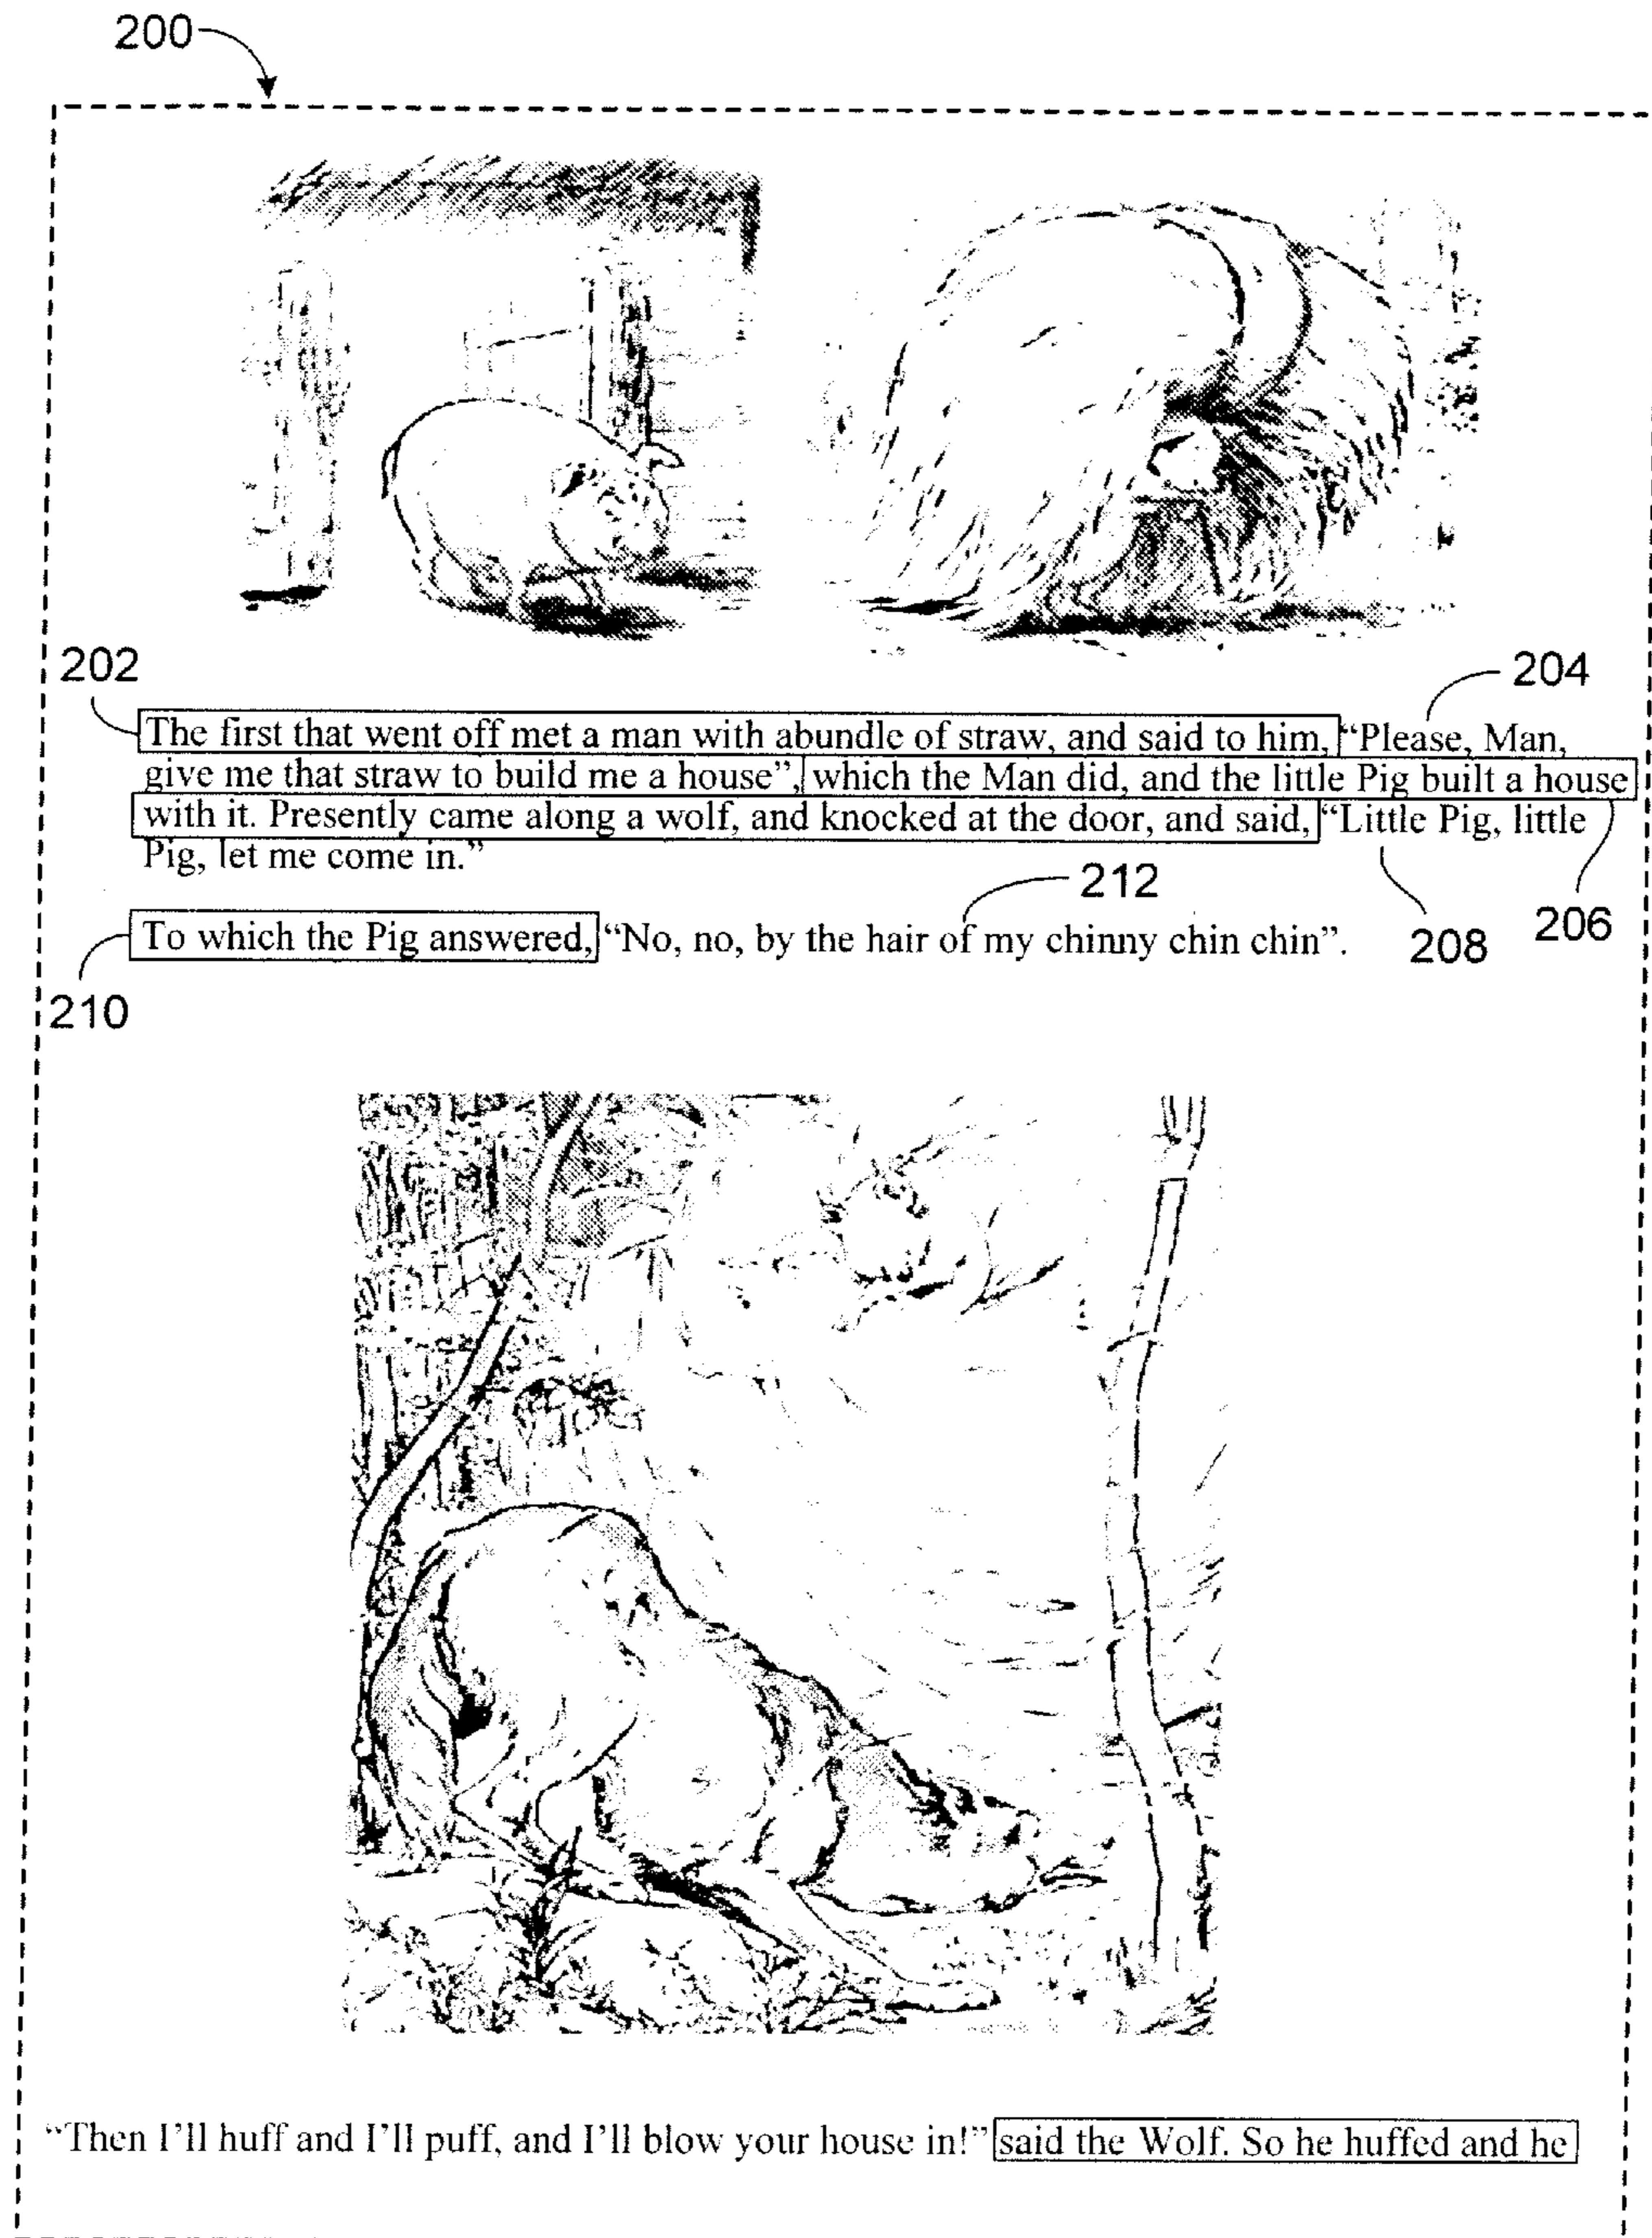 200
202
204
The first that went off met a man with abundle of straw, and said to him, “Please, Man,
give me that straw to build me a house”, which the Man did, and the little Pig built a house
with it. Presently came along a wolf, and knocked at the door, and said, “Little Pig, little
Pig, let me come in.”
212
206
To which the Pig answered, “No, no, by the hair of my chinny chin chin”.
208
210
“Then I’ll huff and I’ll puff, and I’ll blow your house in!” said the Wolf. So he huffed and he